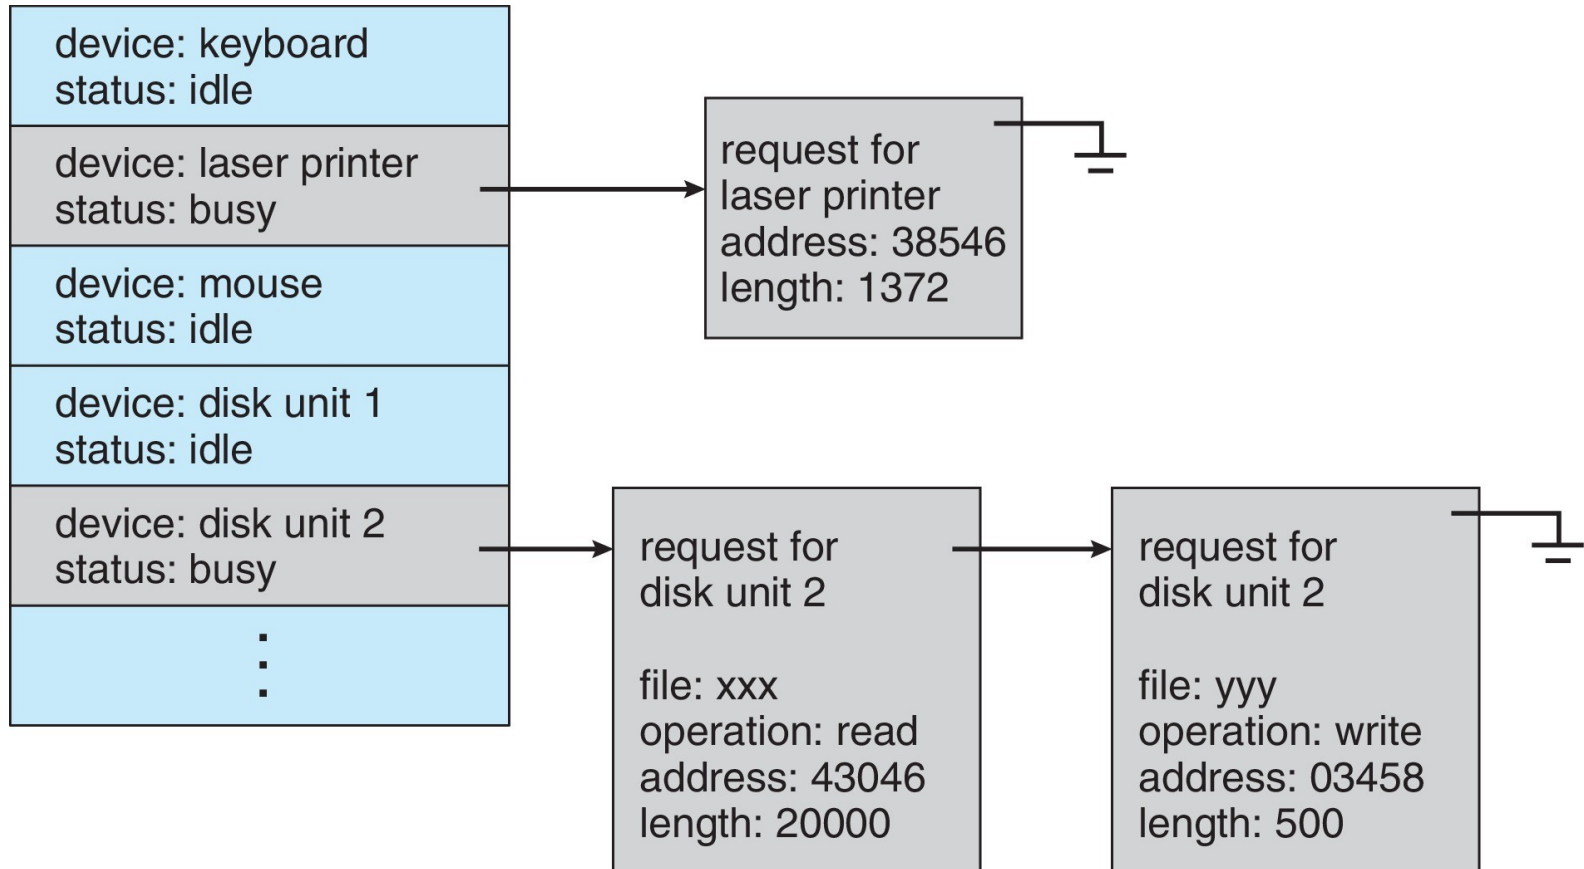 device: keyboard
status: idle
device: laser printer
status: busy
device: mouse
status: idle
device: disk unit 1
status: idle
device: disk unit 2
status: busy
request for
laser printer
address: 38546
length: 1372
request for
disk unit 2
file: xxx
operation: read
address: 43046
length: 20000
request for
disk unit 2
file: yyy
operation: write
address: 03458
length: 500